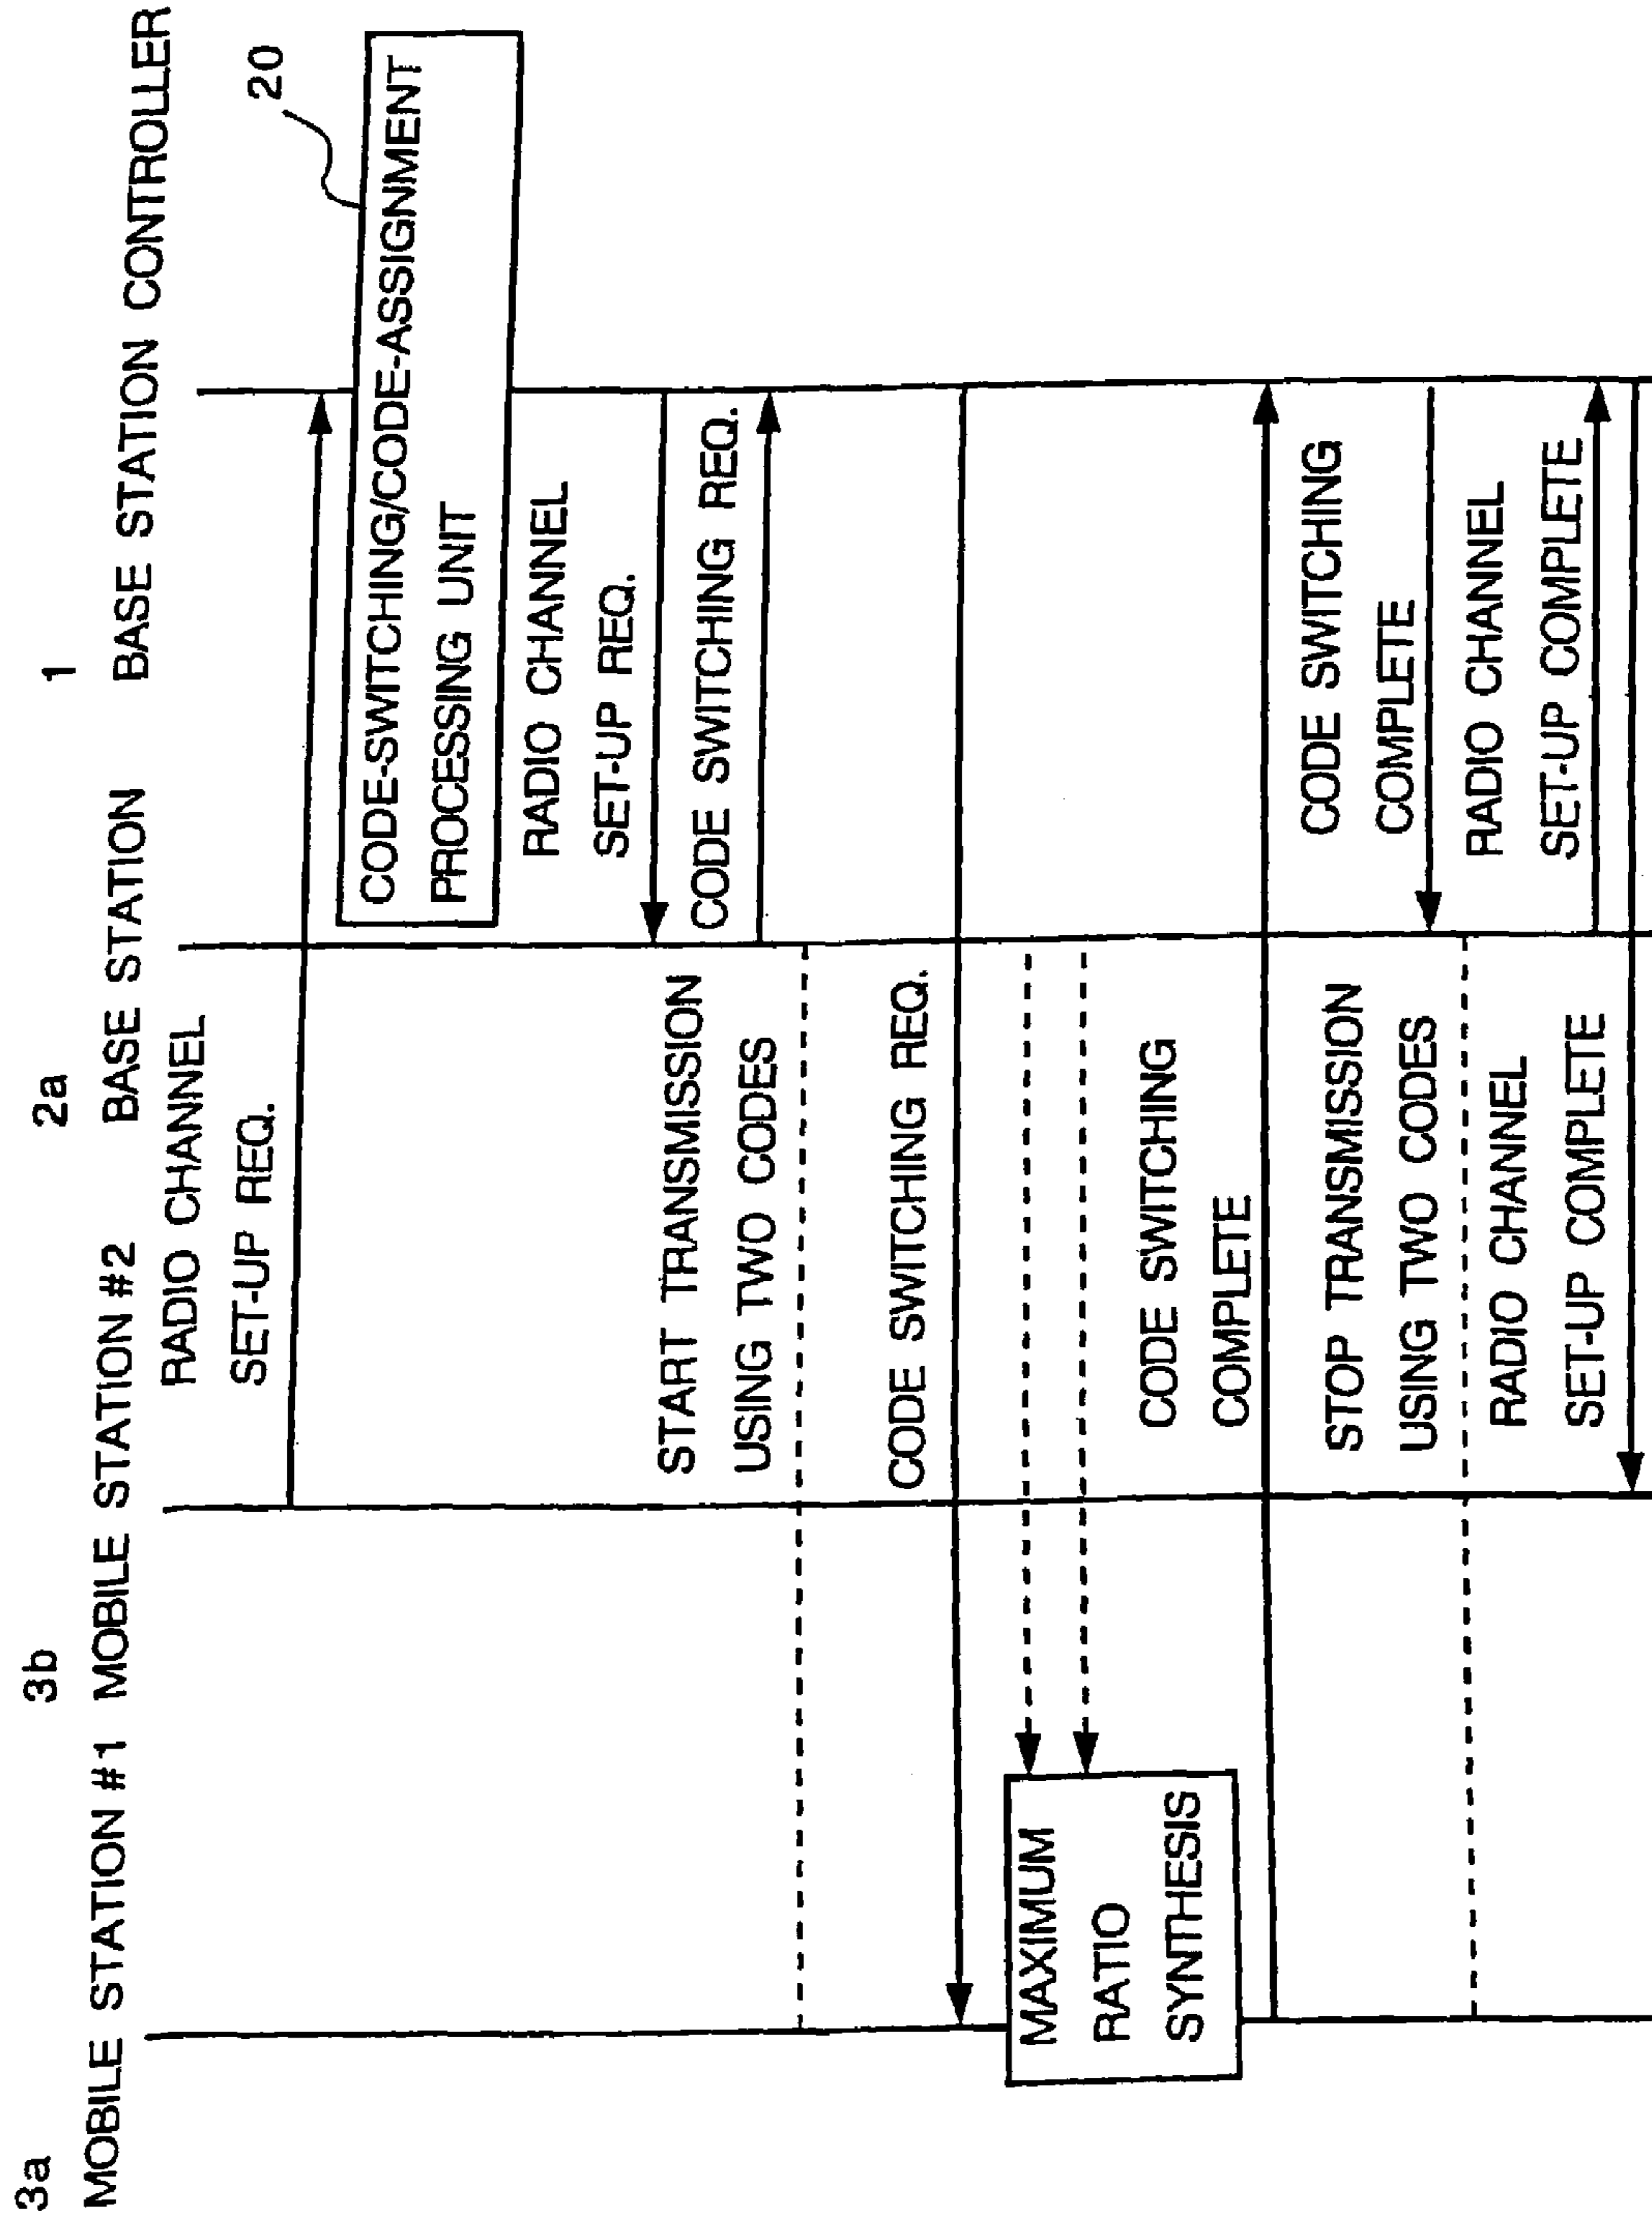 3a
3b
2a
1
MOBILE STATION #1
MOBILE STATION #2
BASE STATION
BASE STATION CONTROLLER
RADIO CHANNEL
SET-UP REQ.
20
CODE-SWITCHING/CODE-ASSIGNMENT
PROCESSING UNIT
RADIO CHANNEL
SET-UP REQ.
CODE SWITCHING REQ.
START TRANSMISSION
USING TWO CODES
CODE SWITCHING REQ.
MAXIMUM
RATIO
SYNTHESIS
CODE SWITCHING
COMPLETE
CODE SWITCHING
COMPLETE
STOP TRANSMISSION
USING TWO CODES
RADIO CHANNEL
SET-UP COMPLETE
RADIO CHANNEL
SET-UP COMPLETE